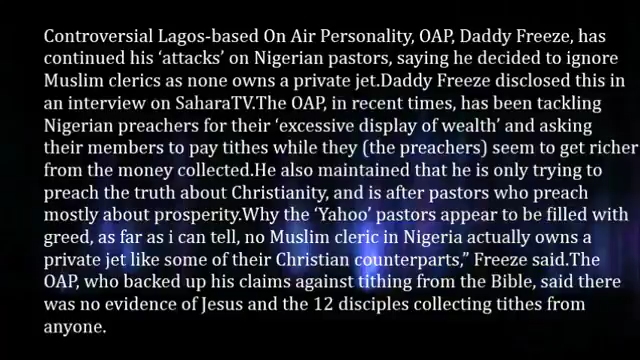 Controversial Lagos-based On Air Personality, OAP, Daddy Freeze, has
continued his ‘attacks’ on Nigerian pastors, saying he decided to ignore
Muslim clerics as none owns a private jet.Daddy Freeze disclosed this in
an interview on SaharaTV.The OAP, in recent times, has been tackling
Nigerian preachers for their ‘excessive display of wealth’ and asking
their members to pay tithes while they (the preachers) seem to get richer
from the money collected.He also maintained that he is only trying to
preach the truth about Christianity, and is after pastors who preach
mostly about prosperity.Why the ‘Yahoo’ pastors appear to be filled with
greed, as far as i can tell, no Muslim cleric in Nigeria actually owns a
private jet like some of their Christian counterparts,” Freeze said.The
OAP, who backed up his claims against tithing from the Bible, said there
was no evidence of Jesus and the 12 disciples collecting tithes from
anyone.